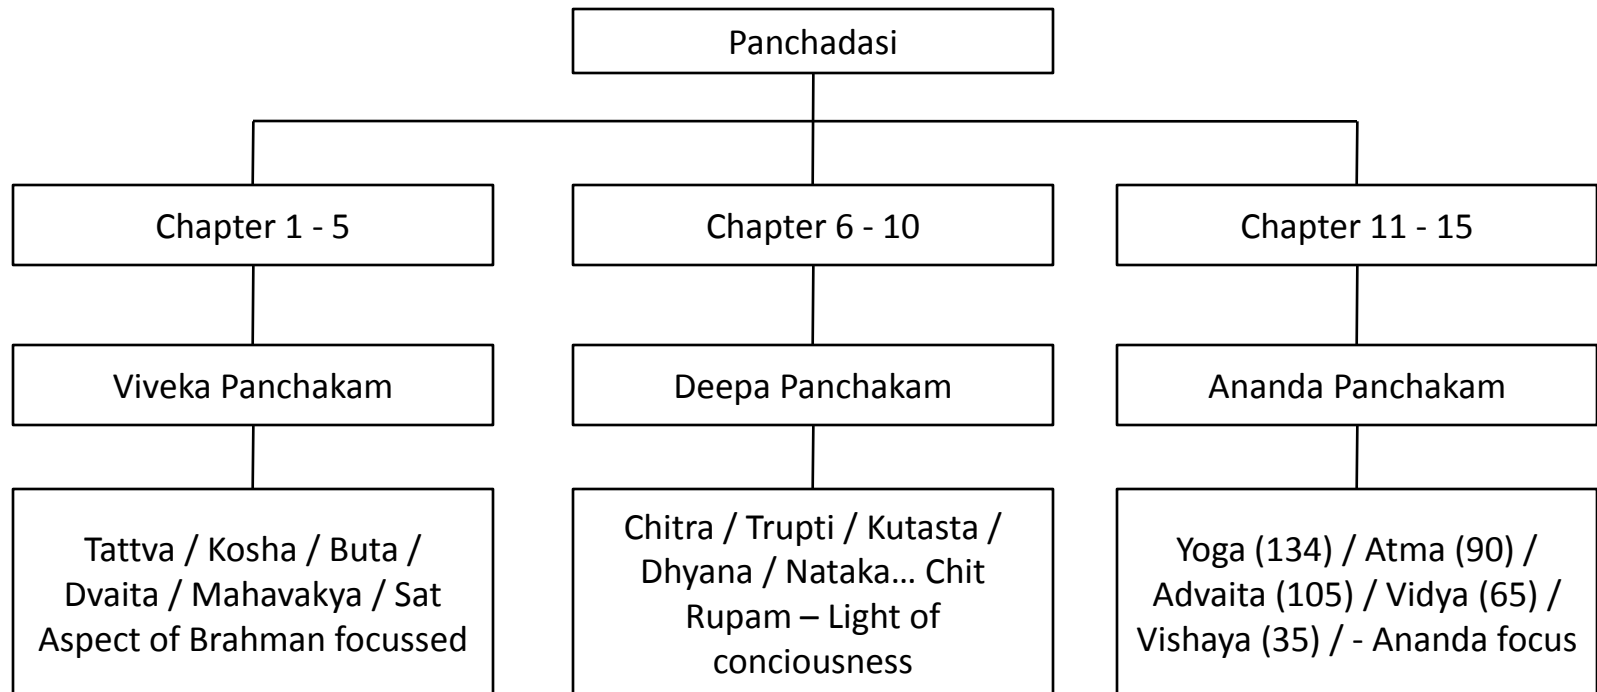 Panchadasi
Chapter 1 - 5
Chapter 6 - 10
Chapter 11 - 15
Viveka Panchakam
Deepa Panchakam
Ananda Panchakam
Tattva / Kosha / Buta /
Dvaita / Mahavakya / Sat
Aspect of Brahman focussed
Chitra / Trupti / Kutasta /
Dhyana / Nataka... Chit
Rupam – Light of
conciousness
Yoga (134) / Atma (90) /
Advaita (105) / Vidya (65) /
Vishaya (35) / - Ananda focus